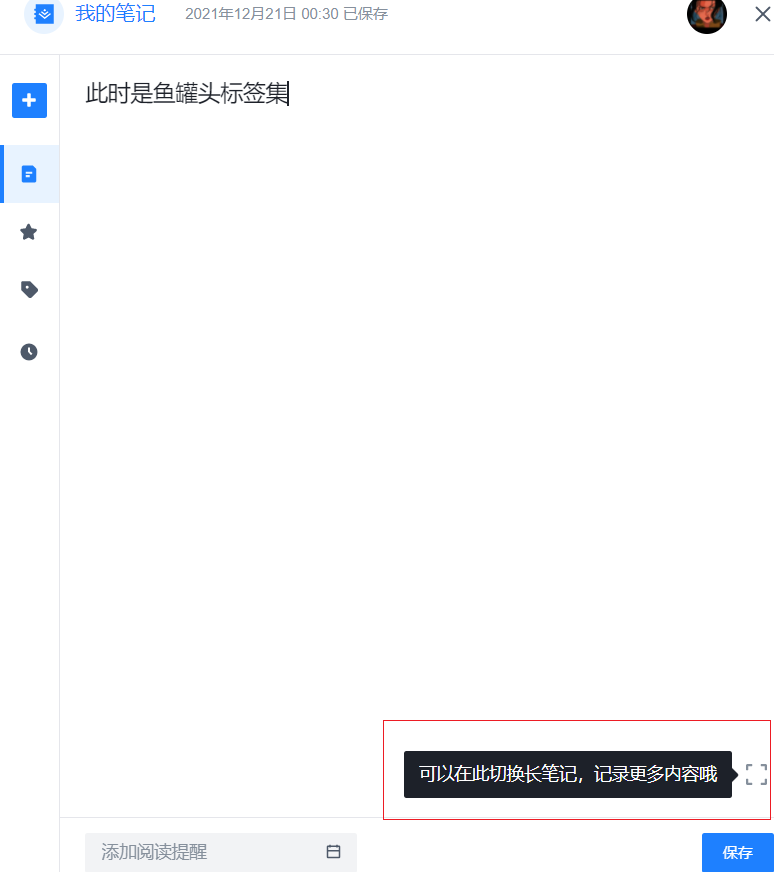 我的笔记 2021年12月21日 00:30 已保存
此时是鱼罐头标签集
可以在此切换长笔记，记录更多内容哦
添加阅读提醒
保存